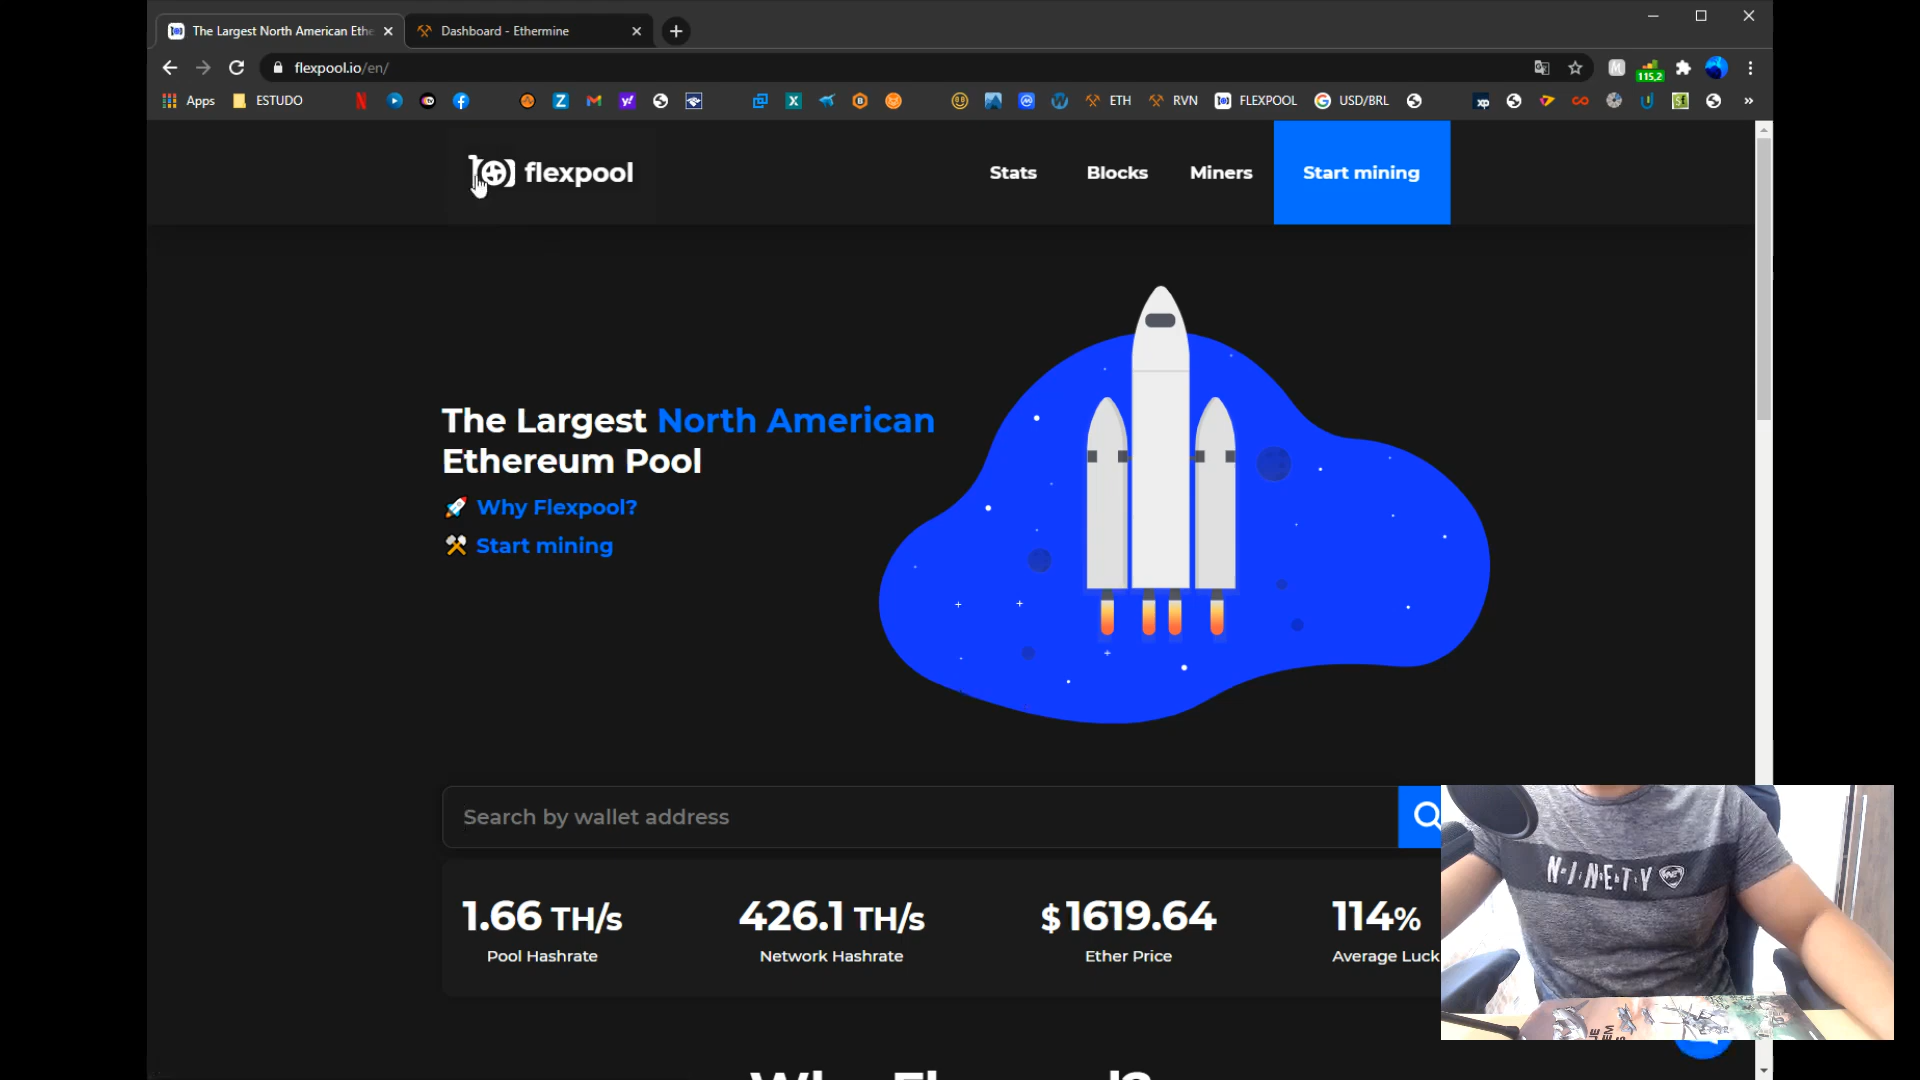 The Largest North American Ethe
Dashboard - Ethermine
flexpool.io/en/
115,2
Apps
ESTUDO
ETH
RVN
FLEXPOOL
USD/BRL
xp
flexpool
Stats
Blocks
Miners
Start mining
The Largest North American
Ethereum Pool
Why Flexpool?
Start mining
Search by wallet address
1.66 TH/s
Pool Hashrate
426.1 TH/s
Network Hashrate
$1619.64
Ether Price
114%
Average Luck
N·I·N·E·T·Y